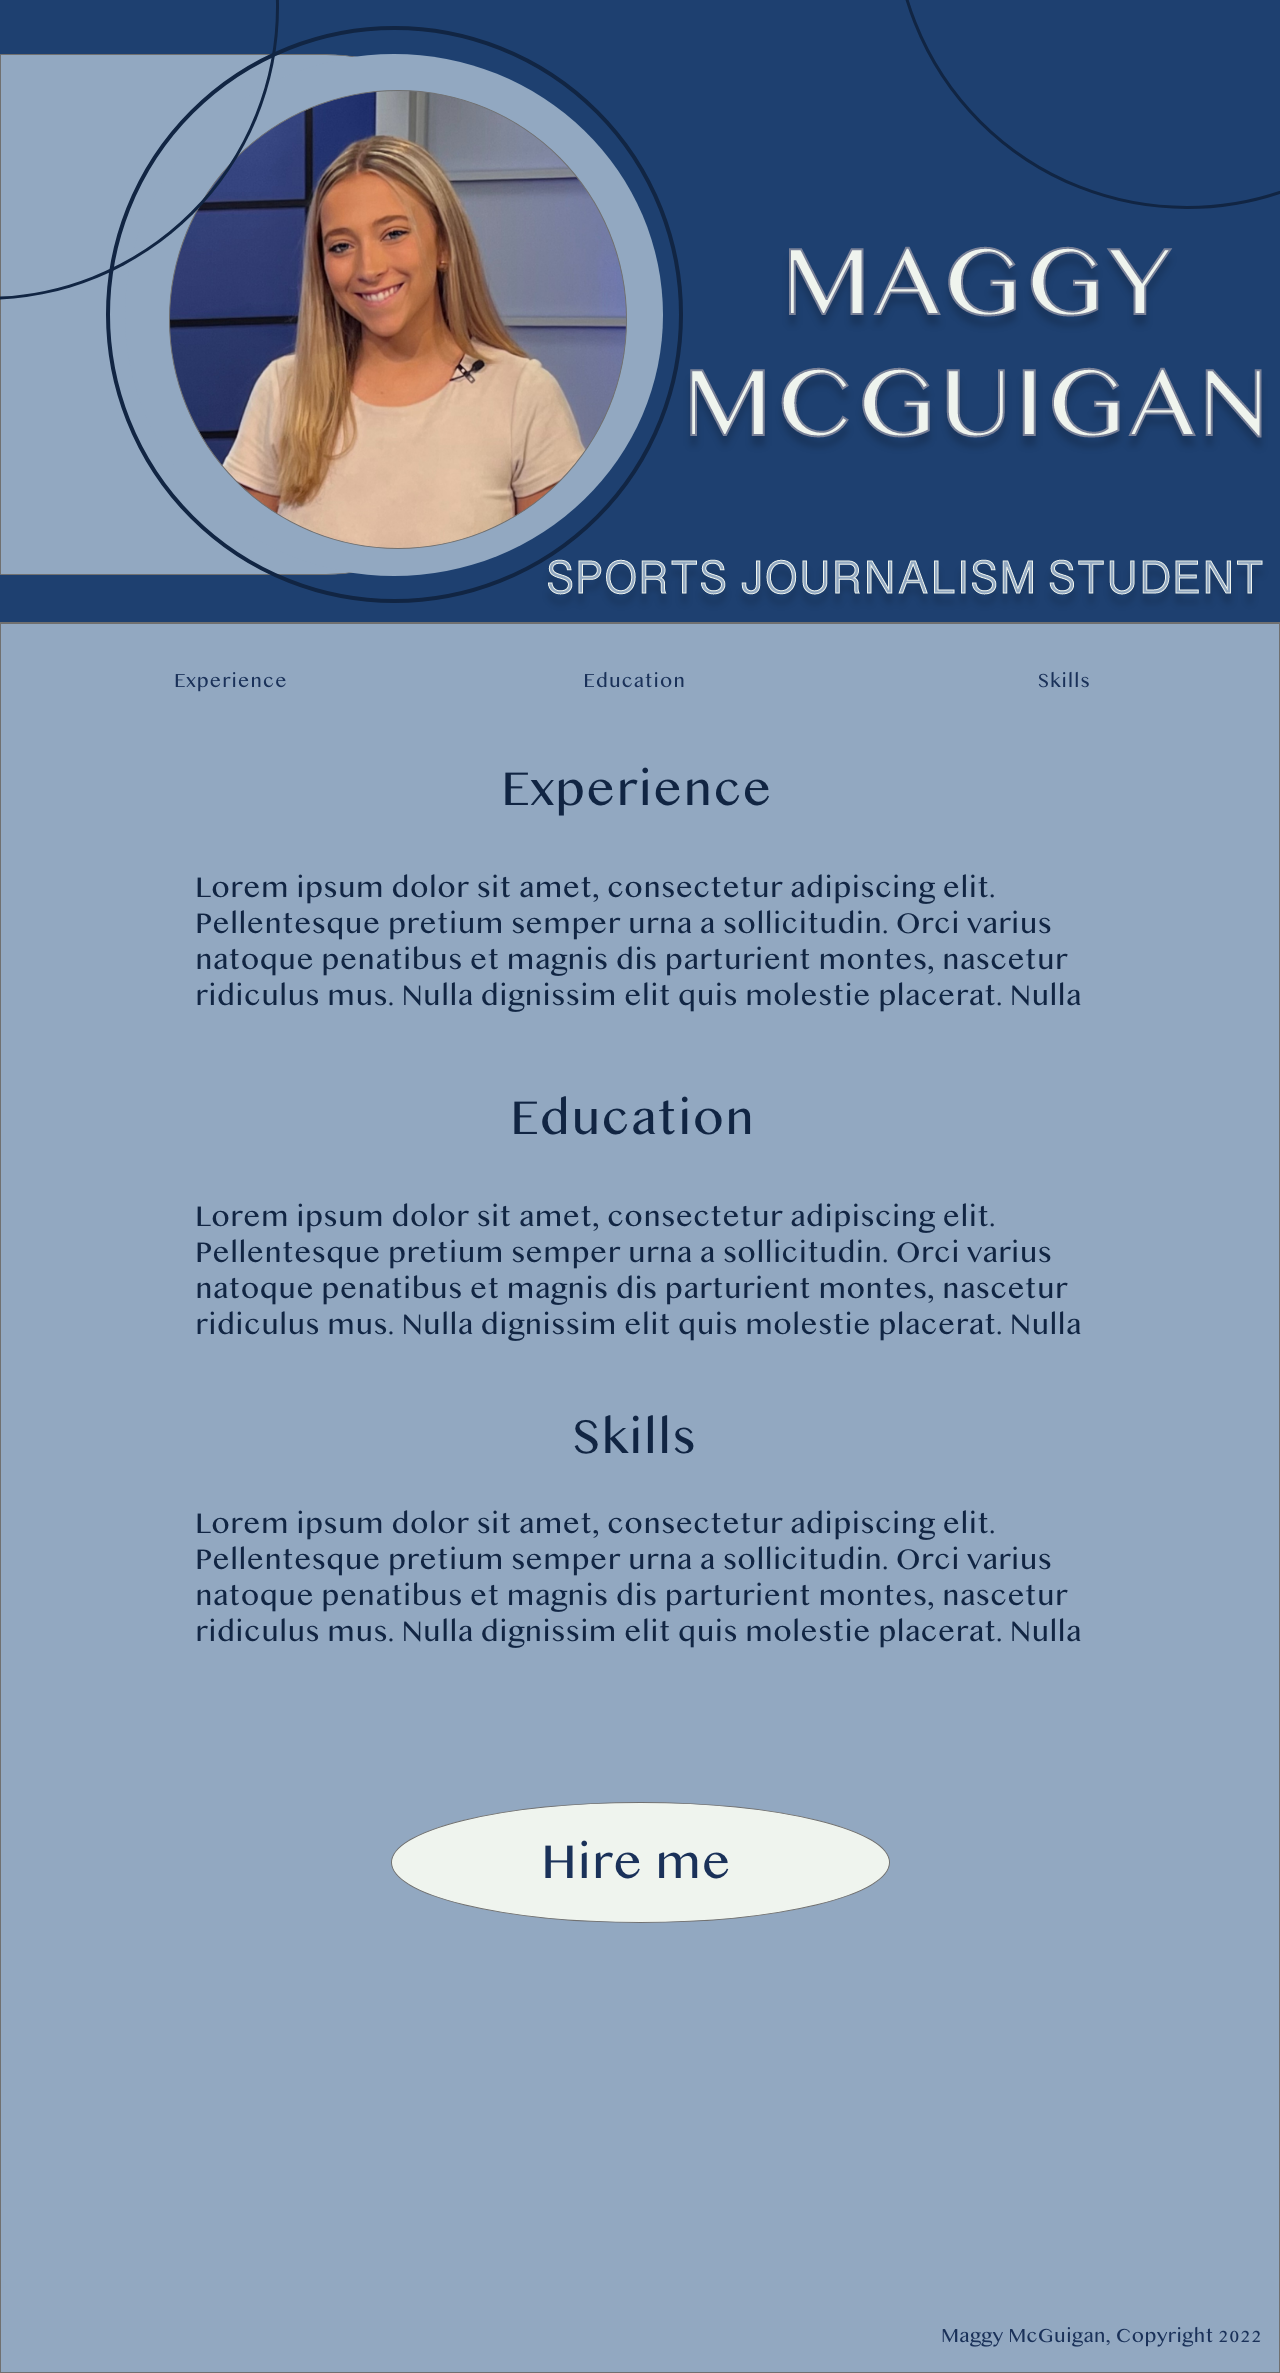 MAGGY
MCGUIGAN
SPORTS JOURNALISM STUDENT
Experience Education Skills
Experience
Lorem ipsum dolor sit amet, consectetur adipiscing elit.
Pellentesque pretium semper urna a sollicitudin. Orci varius
natoque penatibus et magnis dis parturient montes, nascetur
ridiculus mus. Nulla dignissim elit quis molestie placerat. Nulla
Education
Lorem ipsum dolor sit amet, consectetur adipiscing elit.
Pellentesque pretium semper urna a sollicitudin. Orci varius
natoque penatibus et magnis dis parturient montes, nascetur
ridiculus mus. Nulla dignissim elit quis molestie placerat. Nulla
Skills
Lorem ipsum dolor sit amet, consectetur adipiscing elit.
Pellentesque pretium semper urna a sollicitudin. Orci varius
natoque penatibus et magnis dis parturient montes, nascetur
ridiculus mus. Nulla dignissim elit quis molestie placerat. Nulla
Hire me
Maggy McGuigan, Copyright 2022